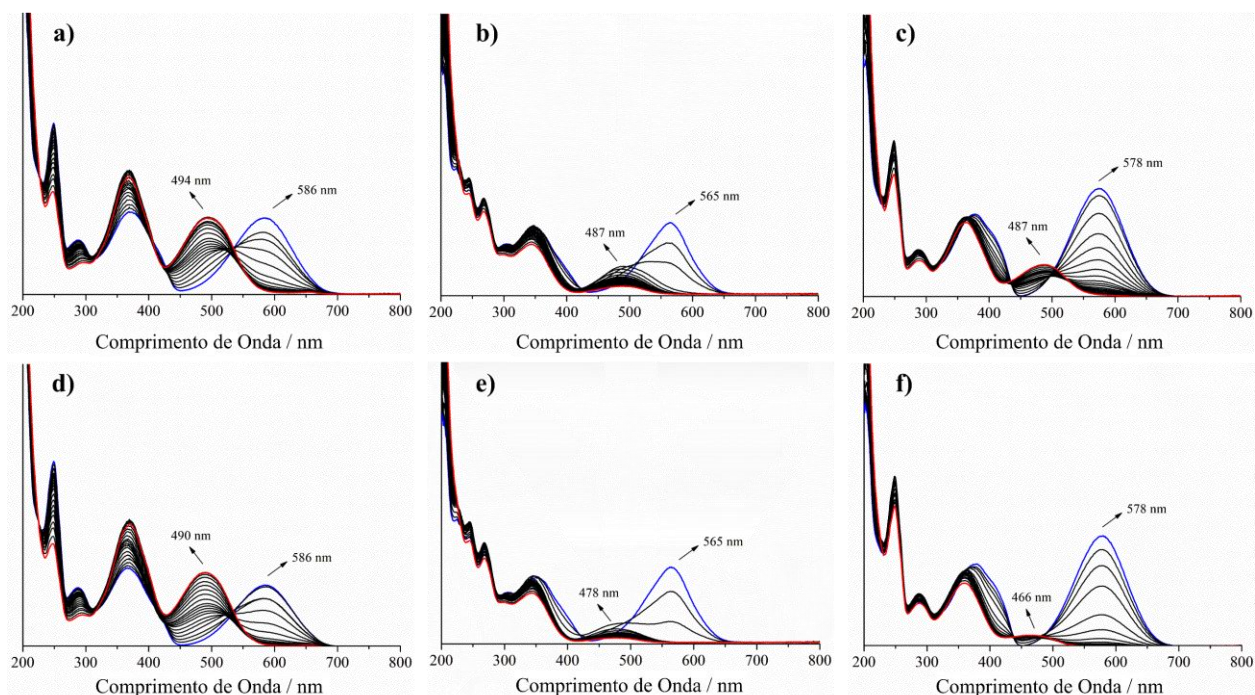 a)
494 nm
586 nm
200 300 400 500 600 700 800
Comprimento de Onda / nm
b)
487 nm
565 nm
200 300 400 500 600 700 800
Comprimento de Onda / nm
c)
487 nm
578 nm
200 300 400 500 600 700 800
Comprimento de Onda / nm
d)
490 nm
586 nm
200 300 400 500 600 700 800
Comprimento de Onda / nm
e)
478 nm
565 nm
200 300 400 500 600 700 800
Comprimento de Onda / nm
f)
466 nm
578 nm
200 300 400 500 600 700 800
Comprimento de Onda / nm